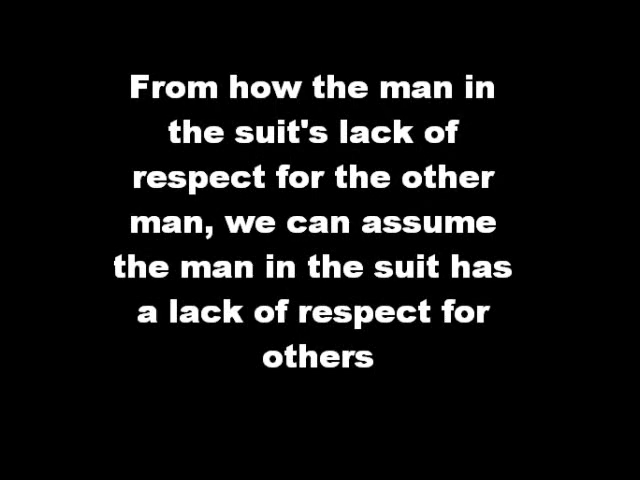 From how the man in
the suit's lack of
respect for the other
man, we can assume
the man in the suit has
a lack of respect for
others